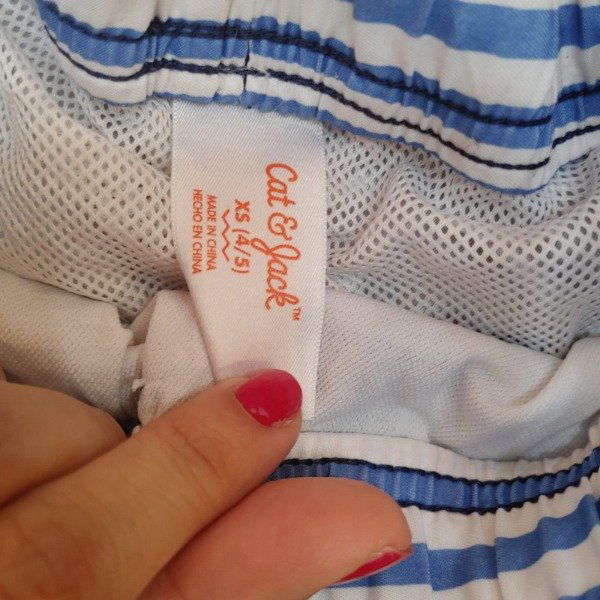 Cat & Jack™
XS (4/5)
MADE IN CHINA
HECHO EN CHINA